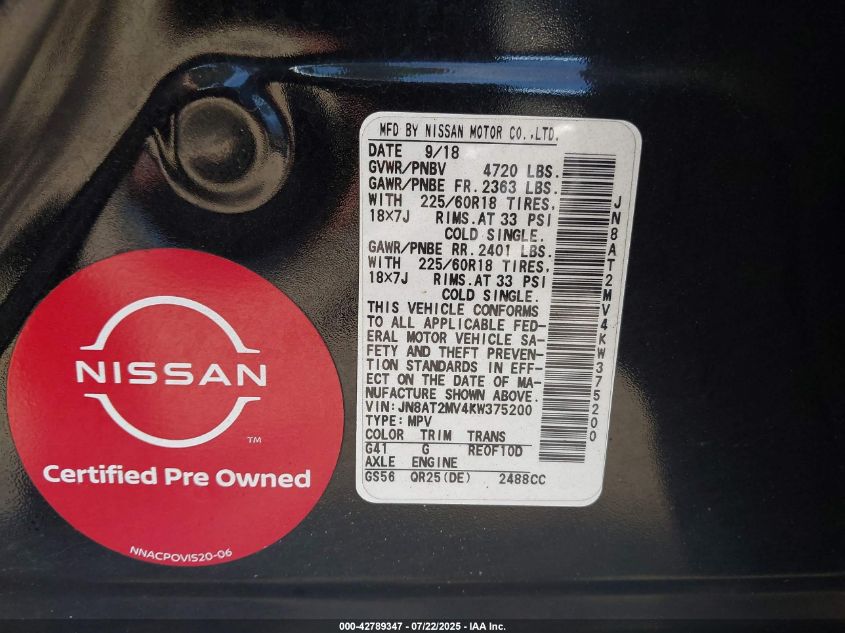 MFD BY NISSAN MOTOR CO.,LTD.
DATE 9/18
GVWR/PNBV 4720 LBS.
GAWR/PNBE FR. 2363 LBS.
WITH 225/60R18 TIRES,
18×7J RIMS.AT 33 PSI
COLD SINGLE.
GAWR/PNBE RR. 2401 LBS.
WITH 225/60R18 TIRES,
18×7J RIMS.AT 33 PSI
COLD SINGLE.
THIS VEHICLE CONFORMS
TO ALL APPLICABLE FED-
ERAL MOTOR VEHICLE SA-
FETY AND THEFT PREVEN-
TION STANDARDS IN EFF-
ECT ON THE DATE OF MA-
NUFACTURE SHOWN ABOVE.
VIN:JN8AT2MV4KW375200
TYPE:MPV
COLOR TRIM TRANS
G41 G REOF10D
AXLE ENGINE
GS56 QR25(DE) 2488CC
JN8AT2MV4KW375200
NISSAN
TM
Certified Pre Owned
NNACPOVIS20-06
000-42789347 - 07/22/2025 - IAA Inc.